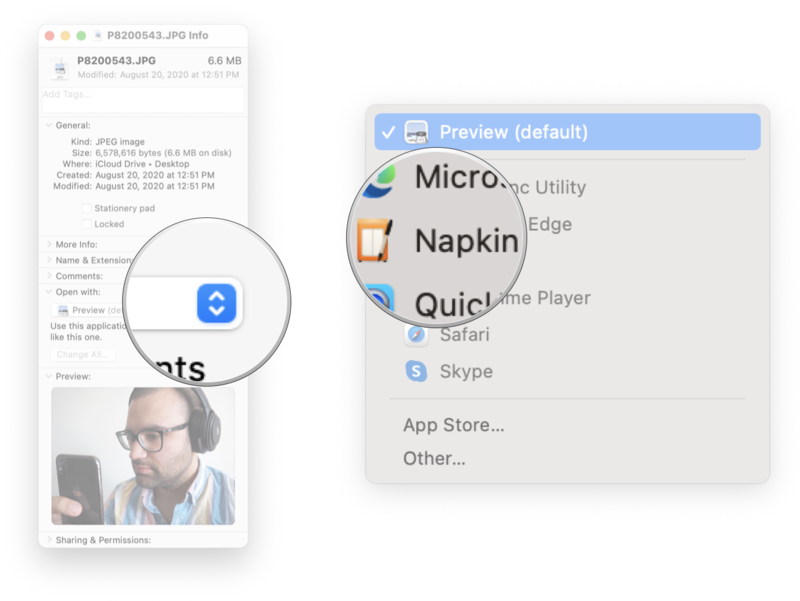 P8200543.JPG Info
P8200543.JPG 6.6 MB
Modified: August 20, 2020 at 12:51 PM
Add Tags...
General:
Kind: JPEG image
Size: 6,578,616 bytes (6.6 MB on disk)
Where: iCloud Drive • Desktop
Created: August 20, 2020 at 12:51 PM
Modified: August 20, 2020 at 12:51 PM
Stationery pad
Locked
More Info:
Name & Extension
Comments:
Open with:
Preview (de
Use this applicatio
like this one.
Change All...
nts
Preview:
Sharing & Permissions:
Preview (default)
Micro
nc Utility
Edge
Napkin
Quic
ime Player
Safari
Skype
App Store...
Other...